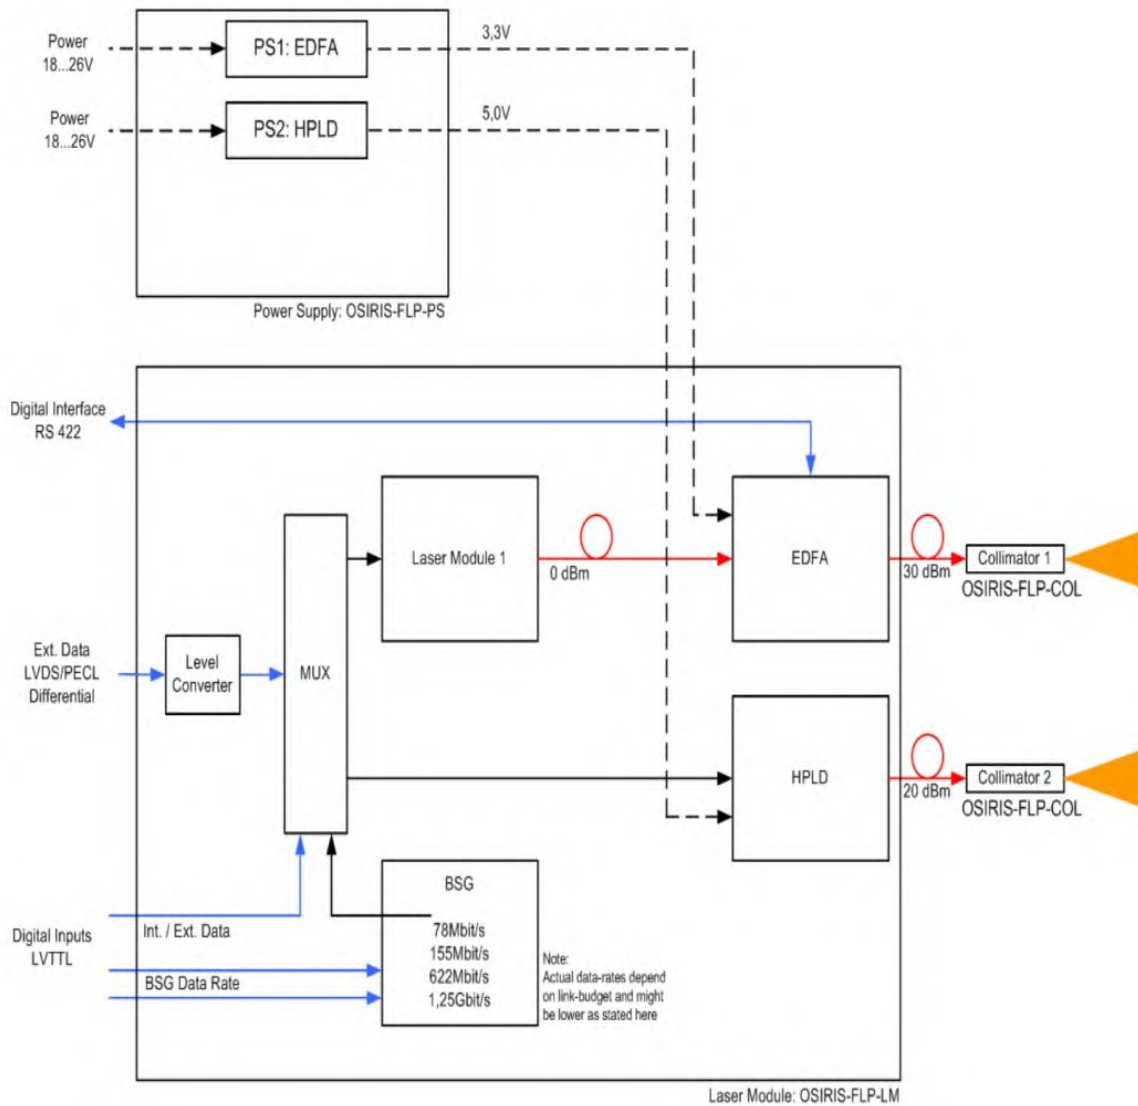 Power
18...26V
PS1: EDFA
3,3V
Power
18...26V
PS2: HPLD
5,0V
Power Supply: OSIRIS-FLP-PS
Digital Interface
RS 422
Laser Module 1
0 dBm
EDFA
30 dBm
Collimator 1
OSIRIS-FLP-COL
Ext. Data
LVDS/PECL
Differential
Level
Converter
MUX
HPLD
20 dBm
Collimator 2
OSIRIS-FLP-COL
Digital Inputs
LVTTL
Int. / Ext. Data
BSG Data Rate
BSG
78Mbit/s
155Mbit/s
622Mbit/s
1,25Gbit/s
Note:
Actual data-rates depend
on link-budget and might
be lower as stated here
Laser Module: OSIRIS-FLP-LM